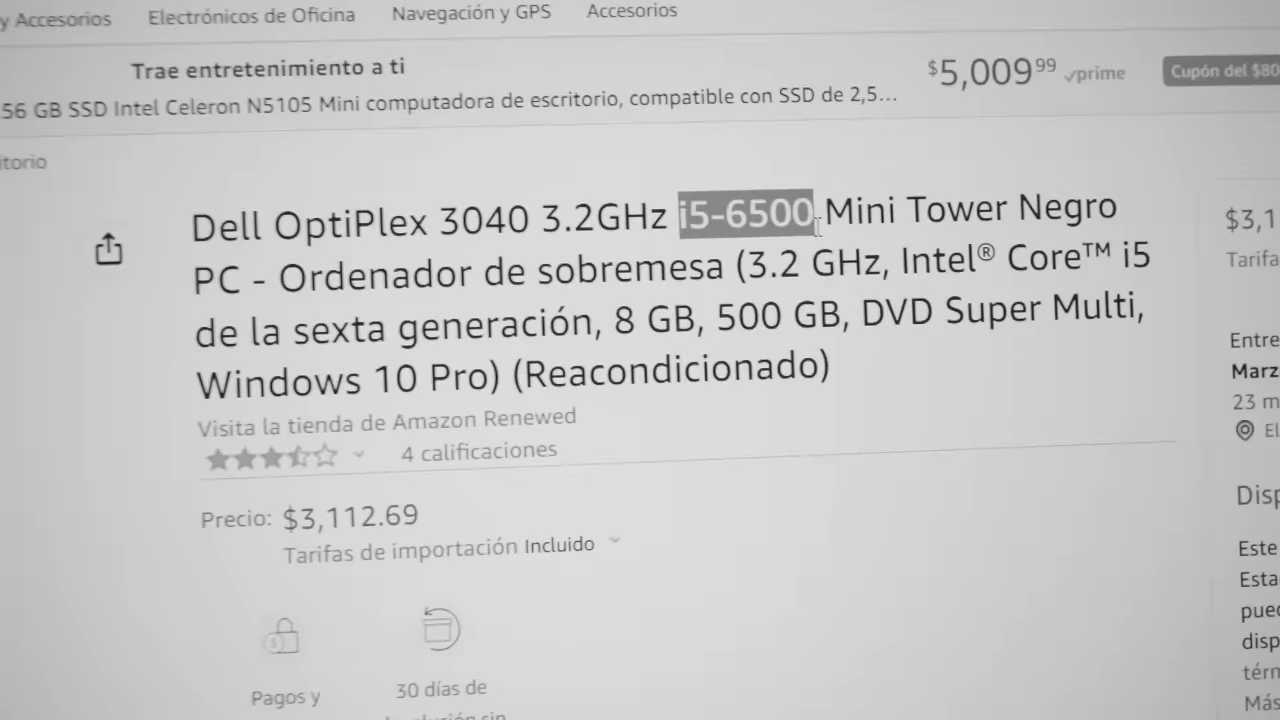 y Accesorios Electrónicos de Oficina Navegación y GPS Accesorios
Trae entretenimiento a ti
$5,009.99 prime Cupón del $80
56 GB SSD Intel Celeron N5105 Mini computadora de escritorio, compatible con SSD de 2,5...
itorio
Dell OptiPlex 3040 3.2GHz i5-6500 Mini Tower Negro
PC - Ordenador de sobremesa (3.2 GHz, Intel® Core™ i5
de la sexta generación, 8 GB, 500 GB, DVD Super Multi,
Windows 10 Pro) (Reacondicionado)
Visita la tienda de Amazon Renewed
4 calificaciones
Precio: $3,112.69
Tarifas de importación Incluido
Pagos y
30 días de
$3,1
Tarifa
Entre
Marz
23 m
El
Disp
Este
Esta
pued
disp
térn
Más